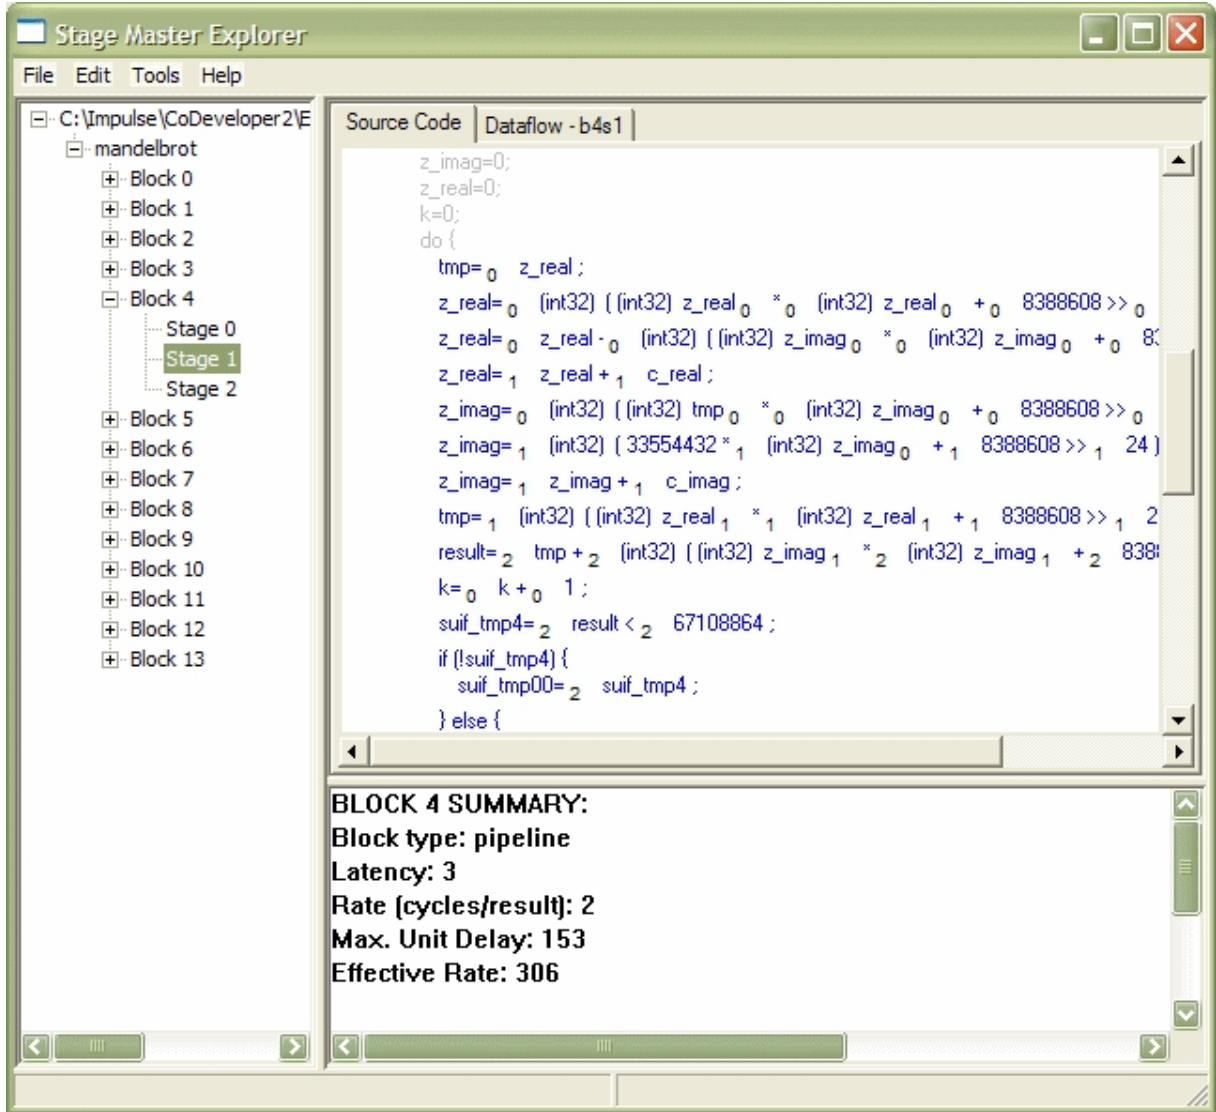 Stage Master Explorer
File Edit Tools Help
C:\Impulse\CoDeveloper2\E
mandelbrot
Block 0
Block 1
Block 2
Block 3
Block 4
Stage 0
Stage 1
Stage 2
Block 5
Block 6
Block 7
Block 8
Block 9
Block 10
Block 11
Block 12
Block 13
Source Code Dataflow - b4s1
z_imag=0;
z_real=0;
k=0;
do {
tmp= 0 z_real ;
z_real= 0 (int32) ( (int32) z_real 0 * 0 (int32) z_real 0 + 0 8388608 >> 0
z_real= 0 z_real - 0 (int32) ( (int32) z_imag 0 * 0 (int32) z_imag 0 + 0 83
z_real= 1 z_real + 1 c_real ;
z_imag= 0 (int32) ( (int32) tmp 0 * 0 (int32) z_imag 0 + 0 8388608 >> 0
z_imag= 1 (int32) ( 33554432 * 1 (int32) z_imag 0 + 1 8388608 >> 1 24 )
z_imag= 1 z_imag + 1 c_imag ;
tmp= 1 (int32) ( (int32) z_real 1 * 1 (int32) z_real 1 + 1 8388608 >> 1 2
result= 2 tmp + 2 (int32) ( (int32) z_imag 1 * 2 (int32) z_imag 1 + 2 838
k= 0 k + 0 1 ;
suif_tmp4= 2 result < 2 67108864 ;
if (!suif_tmp4) {
suif_tmp00= 2 suif_tmp4 ;
} else {
BLOCK 4 SUMMARY:
Block type: pipeline
Latency: 3
Rate (cycles/result): 2
Max. Unit Delay: 153
Effective Rate: 306